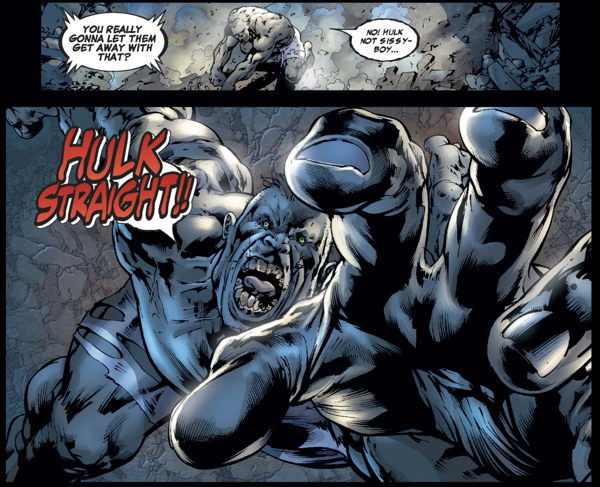 YOU REALLY
GONNA LET THEM
GET AWAY WITH
THAT?
NO! HULK
NOT SISSY-
BOY...
HULK
STRAIGHT!!